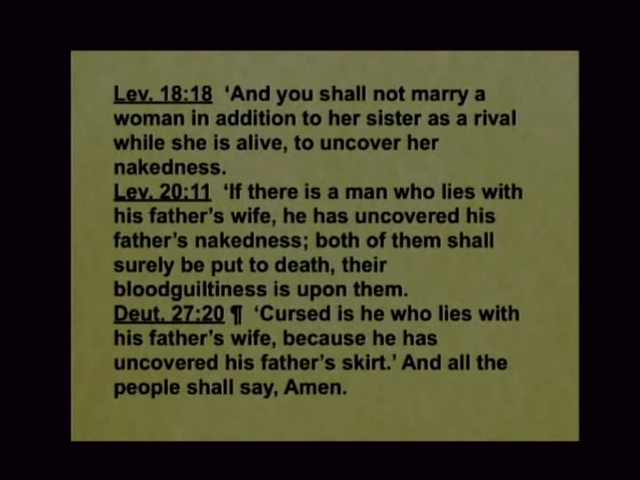 Lev. 18:18 ‘And you shall not marry a
woman in addition to her sister as a rival
while she is alive, to uncover her
nakedness.
Lev. 20:11 ‘If there is a man who lies with
his father’s wife, he has uncovered his
father’s nakedness; both of them shall
surely be put to death, their
bloodguiltiness is upon them.
Deut. 27:20 ¶ ‘Cursed is he who lies with
his father’s wife, because he has
uncovered his father’s skirt.’ And all the
people shall say, Amen.